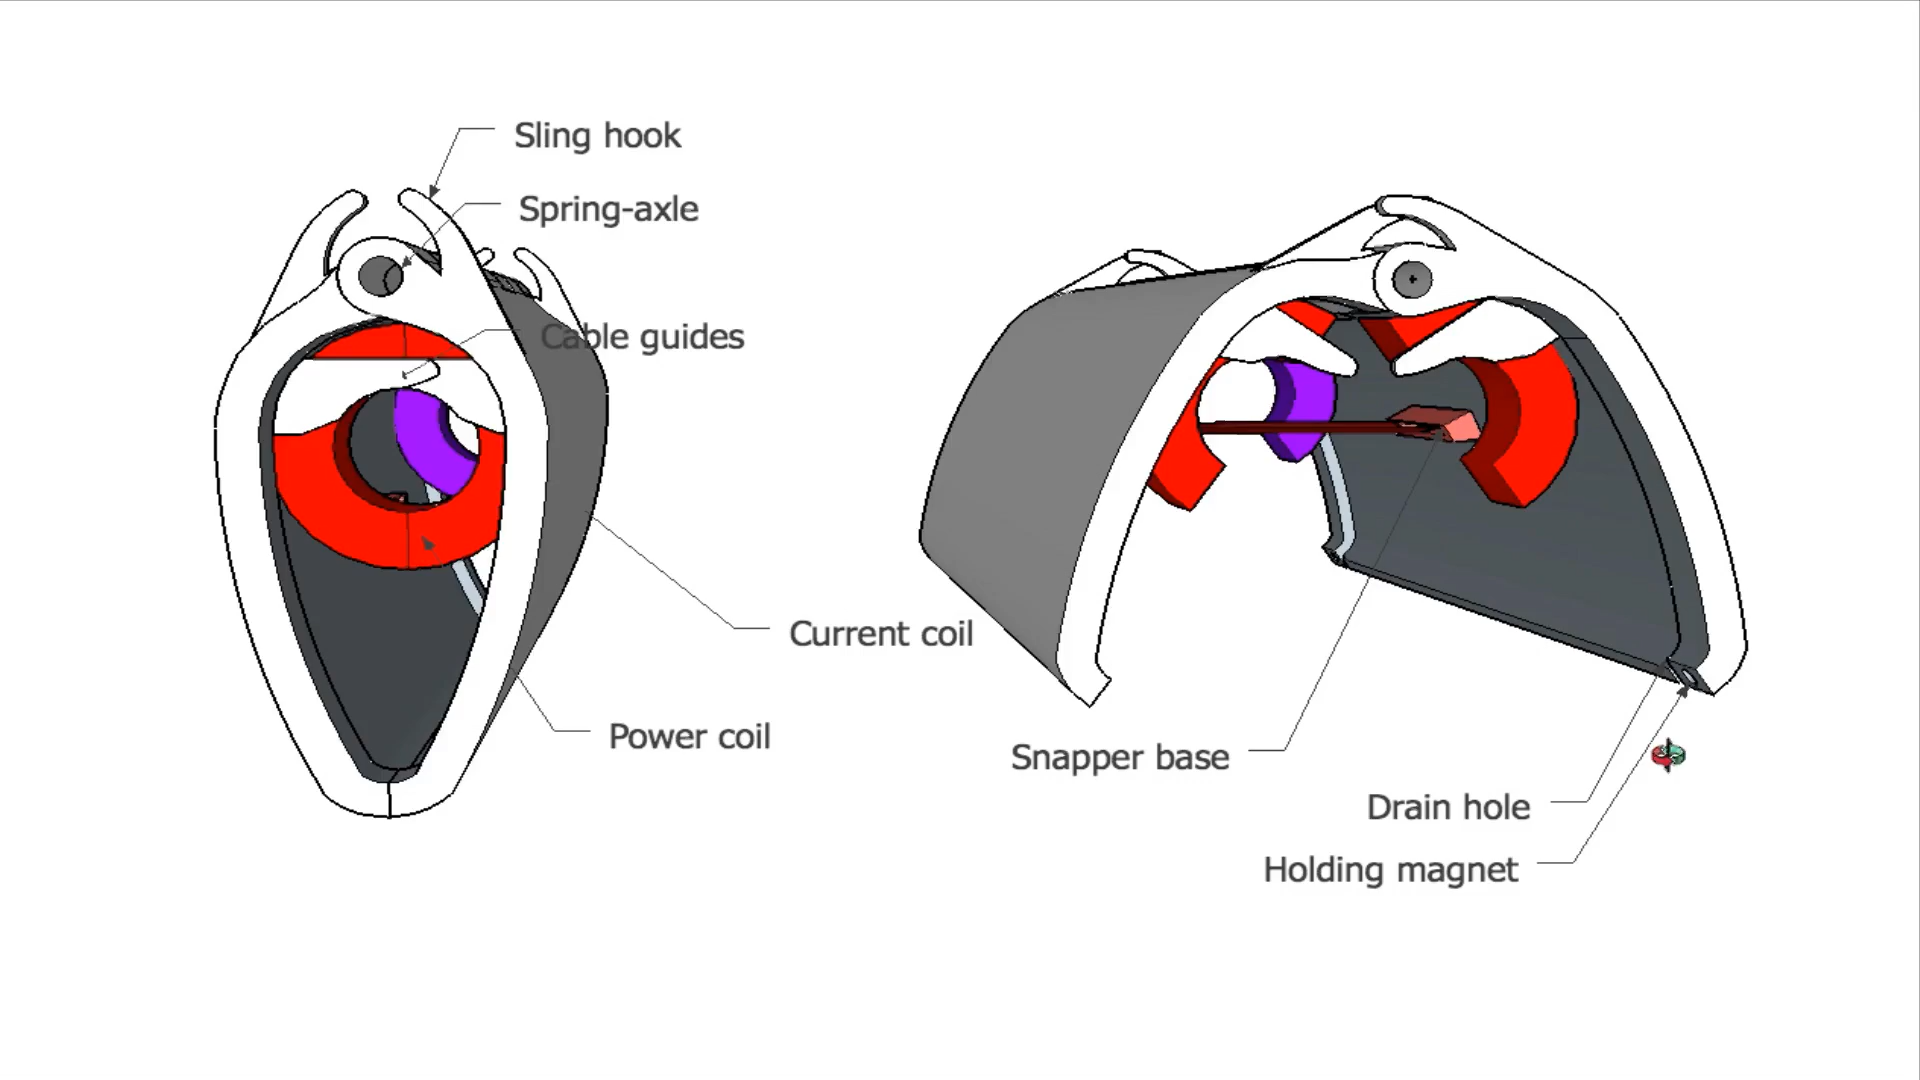 Sling hook
Spring-axle
Cable guides
Current coil
Power coil
Snapper base
Drain hole
Holding magnet